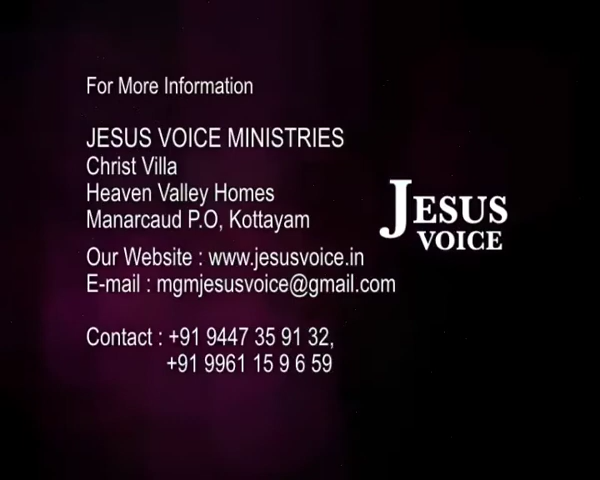 For More Information
JESUS VOICE MINISTRIES
Christ Villa
Heaven Valley Homes
Manarcaud P.O, Kottayam
Our Website : www.jesusvoice.in
E-mail : mgmjesusvoice@gmail.com
Contact : +91 9447 35 91 32,
+91 9961 15 9 6 59
JESUS
VOICE